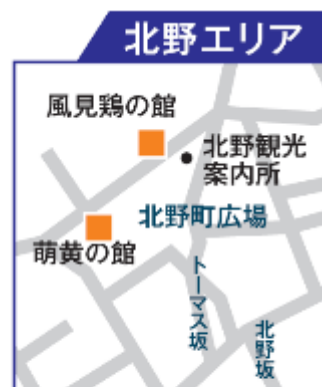 北野エリア
風見鶏の館
北野観光
案内所
北野町広場
萌黄の館
トーマス坂
北野坂